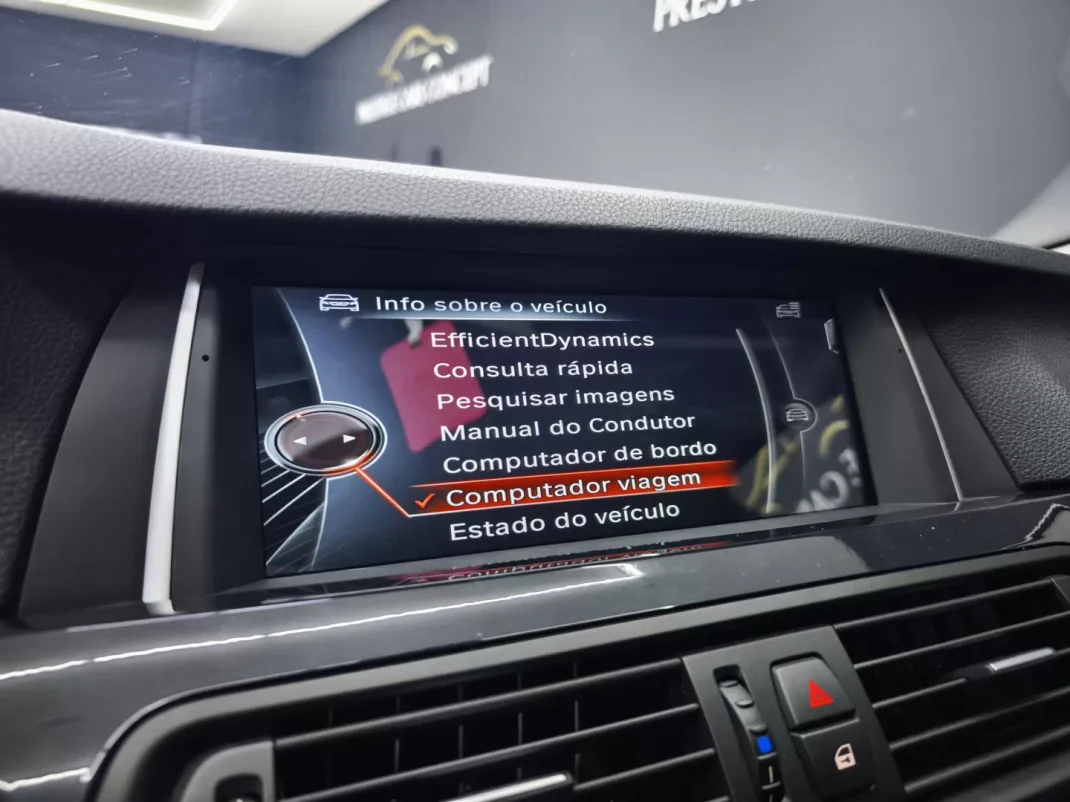 PREST
Info sobre o veículo
EfficientDynamics
Consulta rápida
Pesquisar imagens
Manual do Condutor
Computador de bordo
Computador viagem
Estado do veículo